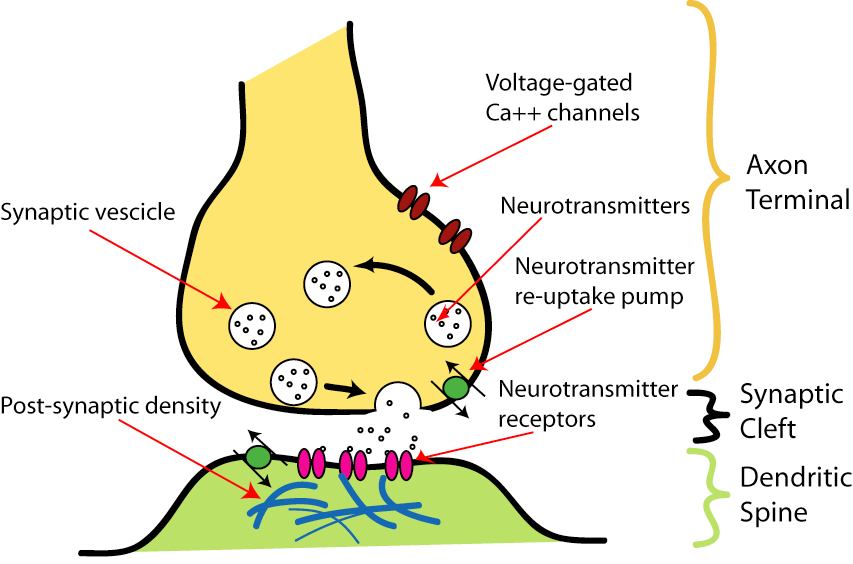 Voltage-gated
Ca++ channels
Axon
Terminal
Synaptic vescicle
Neurotransmitters
Neurotransmitter
re-uptake pump
Post-synaptic density
Neurotransmitter
receptors
Synaptic
Cleft
Dendritic
Spine